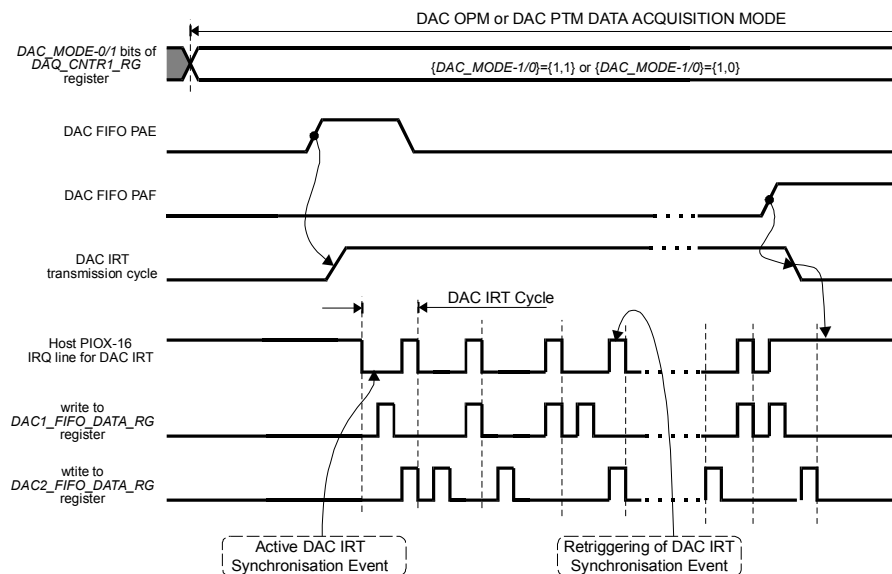 DAC OPM or DAC PTM DATA ACQUISITION MODE
DAC_MODE-0/1 bits of
DAQ_CNTR1_RG
register
{DAC_MODE-1/0}={1,1} or {DAC_MODE-1/0}={1,0}
DAC FIFO PAE
DAC FIFO PAF
DAC IRT
transmission cycle
DAC IRT Cycle
Host PIOX-16
IRQ line for DAC IRT
write to
DAC1_FIFO_DATA_RG
register
wtite to
DAC2_FIFO_DATA_RG
register
Active DAC IRT
Synchronisation Event
Retriggering of DAC IRT
Synchronisation Event